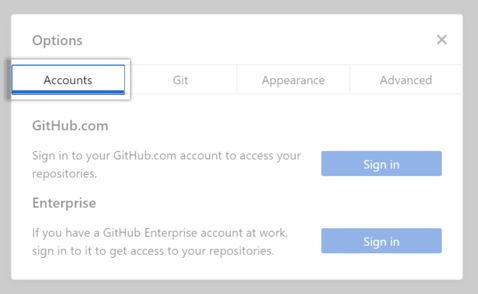 Options
Accounts
Git
Appearance
Advanced
GitHub.com
Sign in to your GitHub.com account to access your
repositories.
Sign in
Enterprise
If you have a GitHub Enterprise account at work,
sign in to it to get access to your repositories.
Sign in